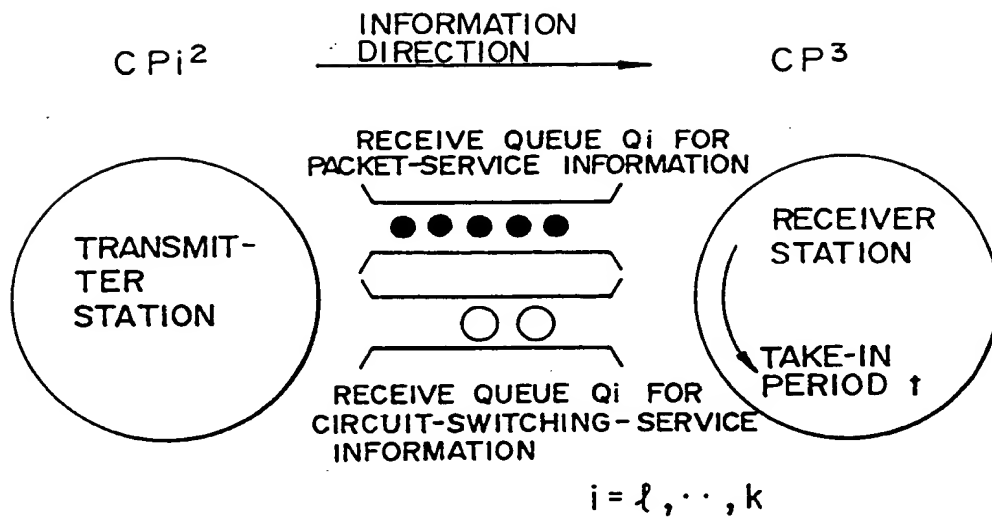 CPi²
INFORMATION
DIRECTION
CP³
RECEIVE QUEUE Qi FOR
PACKET-SERVICE INFORMATION
TRANSMIT-
TER
STATION
RECEIVER
STATION
TAKE-IN
PERIOD t
RECEIVE QUEUE Qi FOR
CIRCUIT-SWITCHING-SERVICE
INFORMATION
i = ℓ, ··, k